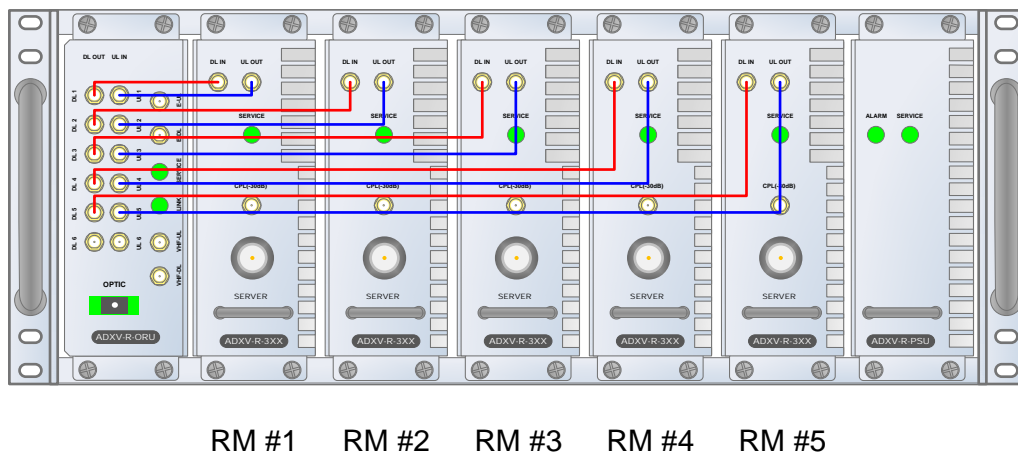 DL OUT UL IN
DL 1
DL 2
DL 3
DL 4
DL 5
DL 6
UL 1
UL 2
UL 3
UL 4
UL 5
UL 6
E-UL
EDL
SERVICE
LINK
VHF-UL
VHF-DL
OPTIC
ADXV-R-ORU
DL IN UL OUT
SERVICE
CPL(-30dB)
SERVER
ADXV-R-3XX
DL IN UL OUT
SERVICE
CPL(-30dB)
SERVER
ADXV-R-3XX
DL IN UL OUT
SERVICE
CPL(-30dB)
SERVER
ADXV-R-3XX
DL IN UL OUT
SERVICE
CPL(-30dB)
SERVER
ADXV-R-3XX
DL IN UL OUT
SERVICE
CPL(-30dB)
SERVER
ADXV-R-3XX
ALARM SERVICE
ADXV-R-PSU
RM #1 RM #2 RM #3 RM #4 RM #5